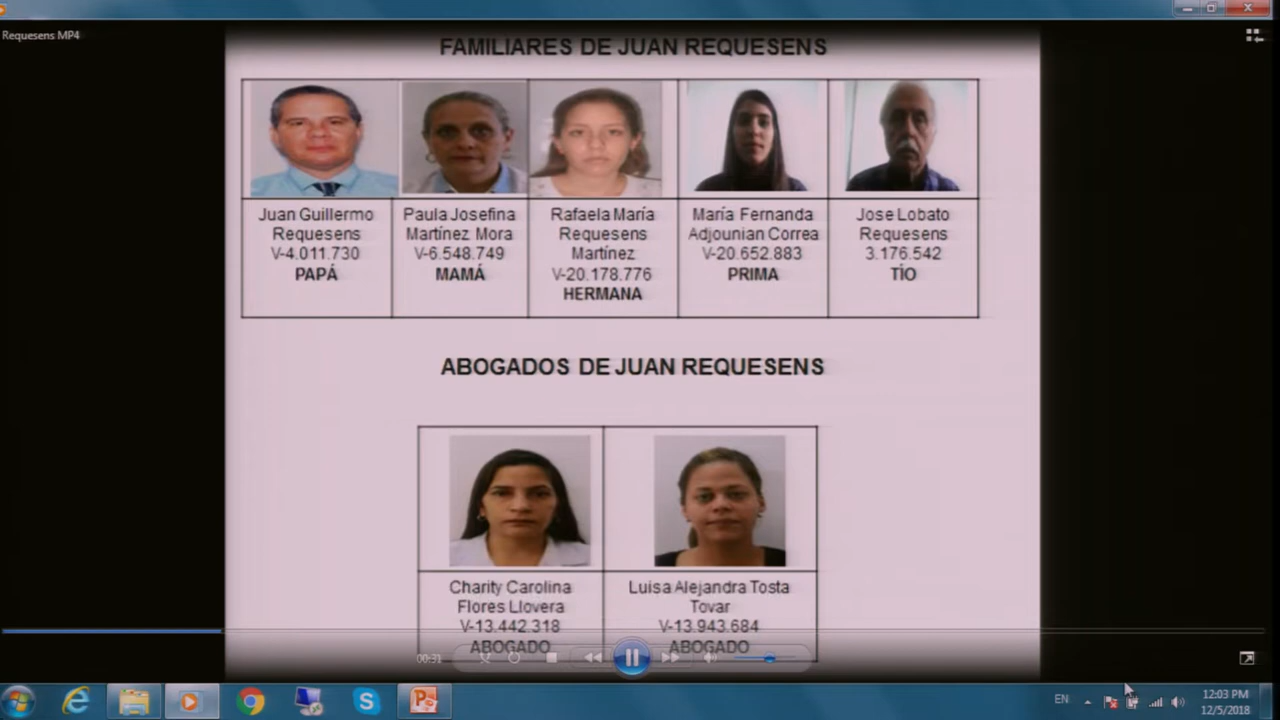 Requesens MP4
FAMILIARES DE JUAN REQUESENS
Juan Guillermo
Requesens
V-4.011.730
PAPÁ
Paula Josefina
Martínez Mora
V-6.548.749
MAMÁ
Rafaela María
Requesens
Martínez
V-20.178.776
HERMANA
María Fernanda
Adjounian Correa
V-20.652.883
PRIMA
Jose Lobato
Requesens
3.176.542
TÌO
ABOGADOS DE JUAN REQUESENS
Charity Carolina
Flores Llovera
V-13.442.318
ABOGADO
Luisa Alejandra Tosta
Tovar
V-13.943.684
ABOGADO
00:31
EN
12:03 PM
12/5/2018